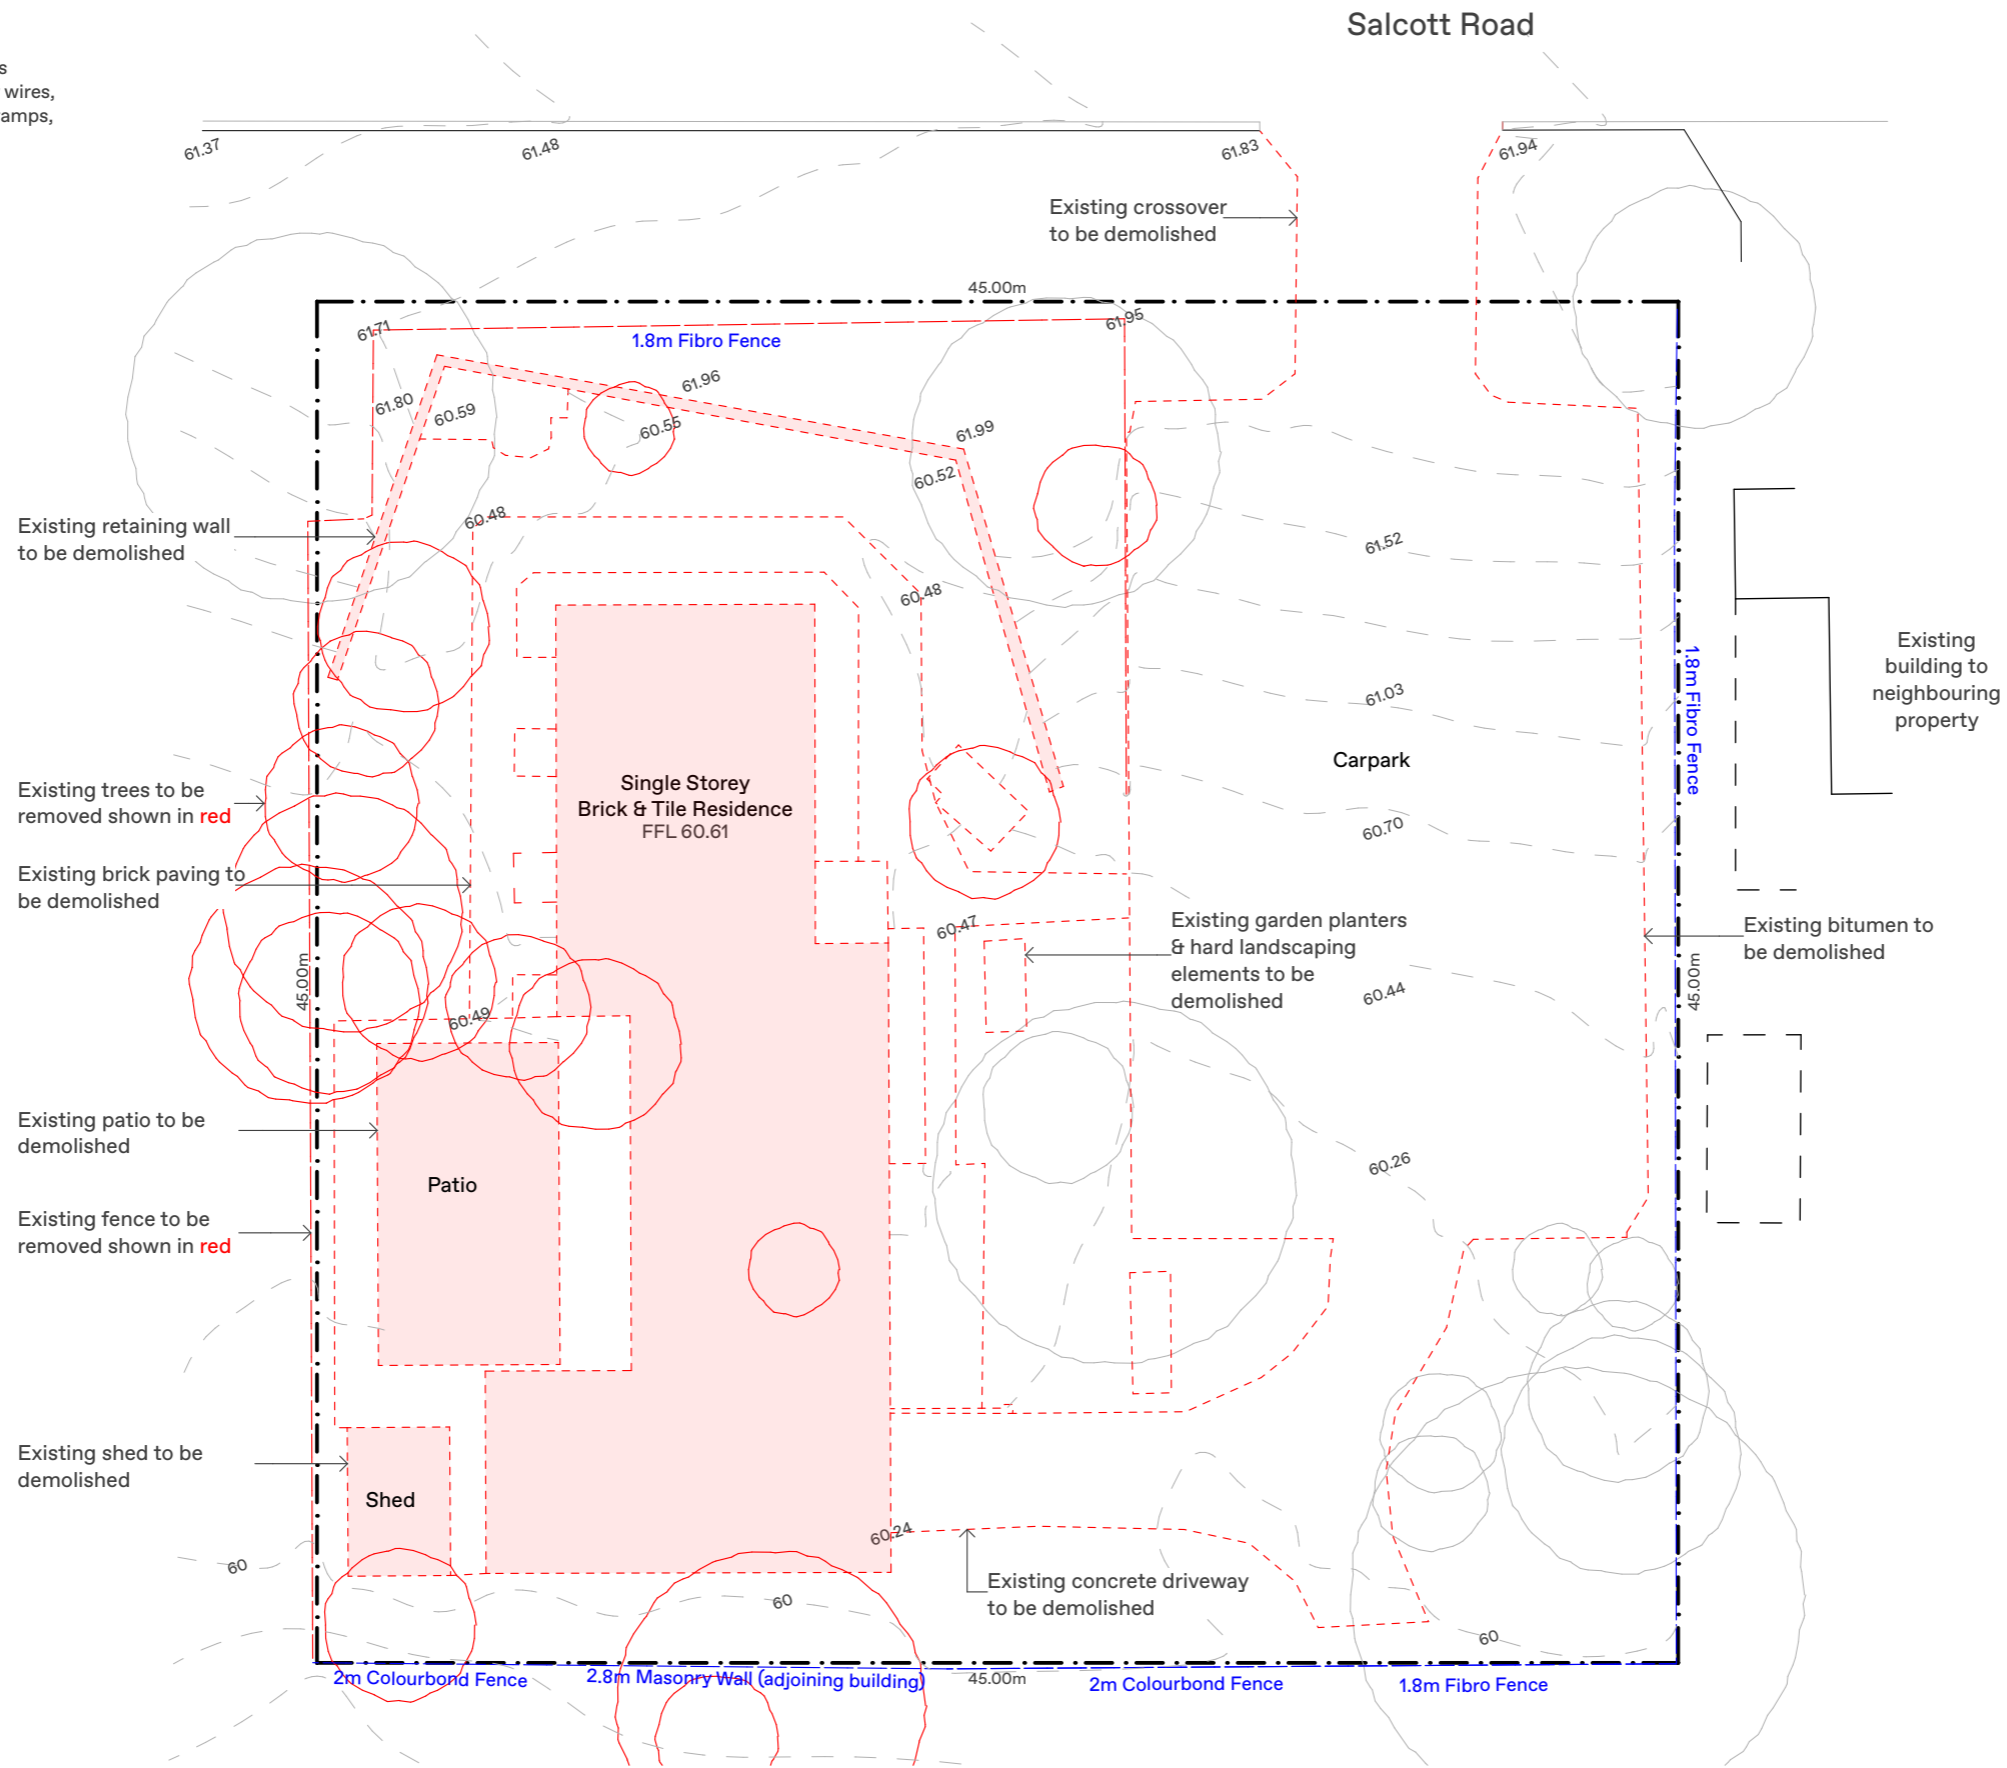 Salcott Road
s
wires,
amps,
61.37
61.48
61.83
61.94
Existing crossover
to be demolished
45.00m
61.71
61.95
1.8m Fibro Fence
61.96
61.80
60.59
60.55
61.99
60.52
60.48
Existing retaining wall
to be demolished
61.52
60.48
Existing
building to
neighbouring
property
1.8m Fibro Fence
61.03
Carpark
Single Storey
Brick & Tile Residence
FFL 60.61
Existing trees to be
removed shown in red
60.70
Existing brick paving to
be demolished
60.47
Existing garden planters
& hard landscaping
elements to be
demolished
Existing bitumen to
be demolished
45.00m
45.00m
60.44
60.49
Existing patio to be
demolished
60.26
Patio
Existing fence to be
removed shown in red
Existing shed to be
demolished
Shed
60.24
60
Existing concrete driveway
to be demolished
60
60
2m Colourbond Fence
2.8m Masonry Wall (adjoining building)
45.00m
2m Colourbond Fence
1.8m Fibro Fence